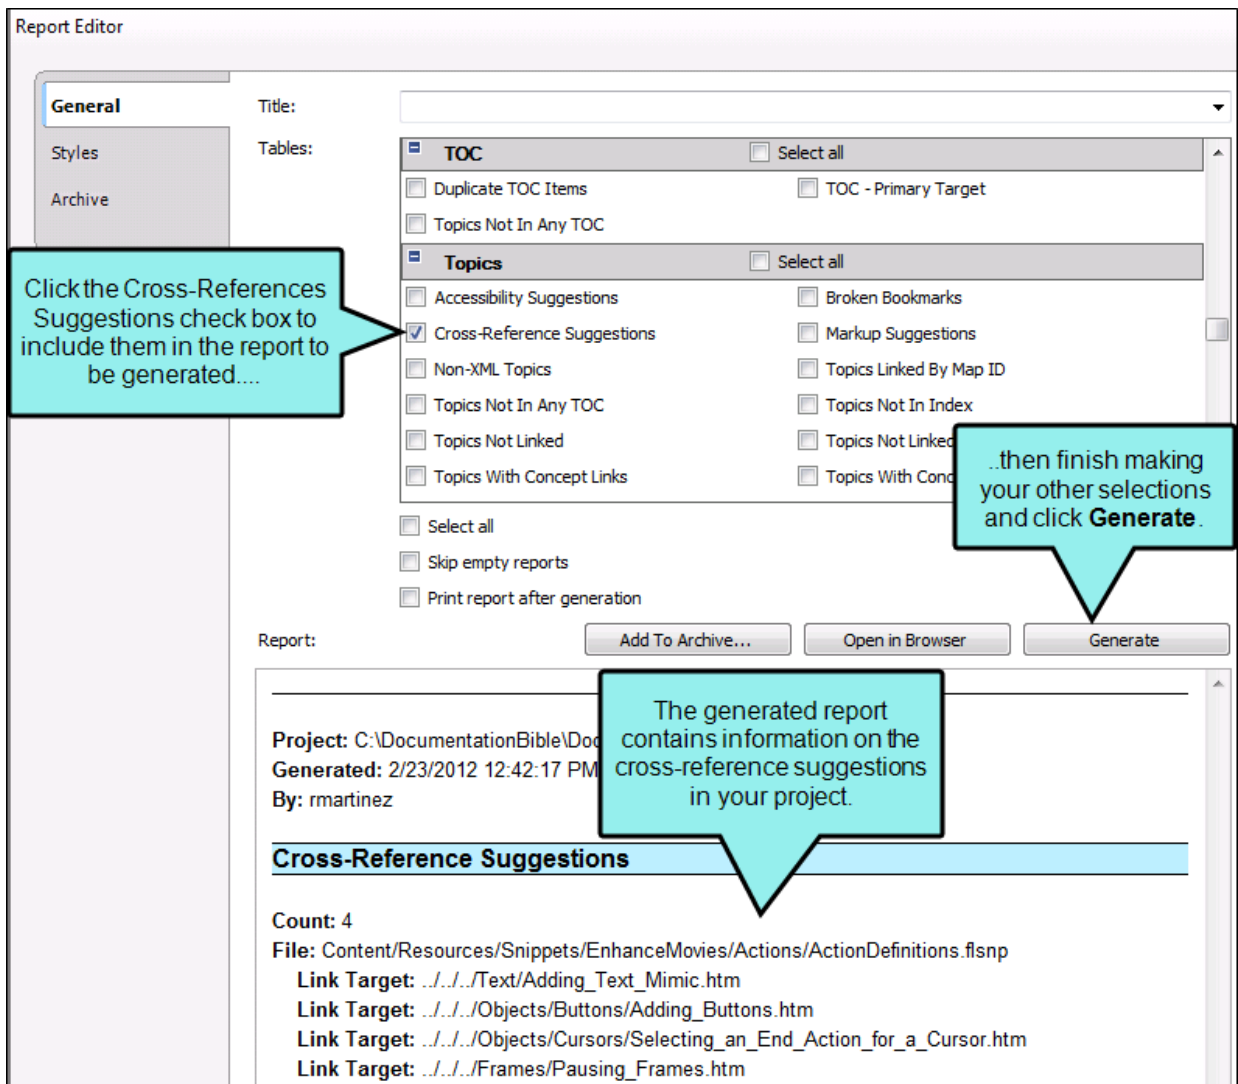 Report Editor
General
Styles
Archive
Title:
Tables:
TOC Select all
Duplicate TOC Items TOC - Primary Target
Topics Not In Any TOC
Topics Select all
Accessibility Suggestions Broken Bookmarks
Cross-Reference Suggestions Markup Suggestions
Non-XML Topics Topics Linked By Map ID
Topics Not In Any TOC Topics Not In Index
Topics Not Linked Topics Not Linked
Topics With Concept Links Topics With
Click the Cross-References
Suggestions check box to
include them in the report to
be generated....
..then finish making
your other selections
and click Generate.
Select all
Skip empty reports
Print report after generation
Report: Add To Archive... Open in Browser Generate
The generated report
contains information on the
cross-reference suggestions
in your project.
Project: C:\DocumentationBible\Doc
Generated: 2/23/2012 12:42:17 PM
By: rmartinez
Cross-Reference Suggestions
Count: 4
File: Content/Resources/Snippets/EnhanceMovies/Actions/ActionDefinitions.flsnp
Link Target: ../../../Text/Adding_Text_Mimic.htm
Link Target: ../../../Objects/Buttons/Adding_Buttons.htm
Link Target: ../../../Objects/Cursors/Selecting_an_End_Action_for_a_Cursor.htm
Link Target: ../../../Frames/Pausing_Frames.htm